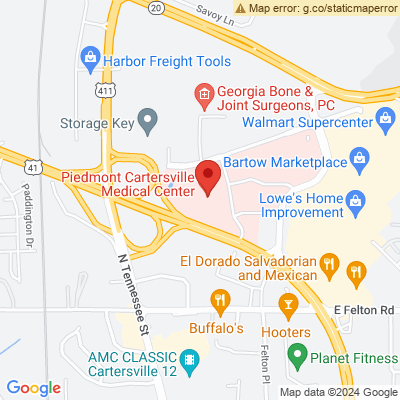 Map error: g.co/staticmaperror
Savoy Ln
20
Harbor Freight Tools
411
Georgia Bone &
Joint Surgeons, PC
Storage Key
Walmart Supercenter
Bartow Marketplace
41
Piedmont Cartersville
Medical Center
Lowe's Home
Improvement
Paddington Dr
41
N Tennessee St
El Dorado Salvadorian
and Mexican
E Felton Rd
Buffalo's
Hooters
AMC CLASSIC
Cartersville 12
Felton Pl
Planet Fitness
Google
Map data ©2024 Google